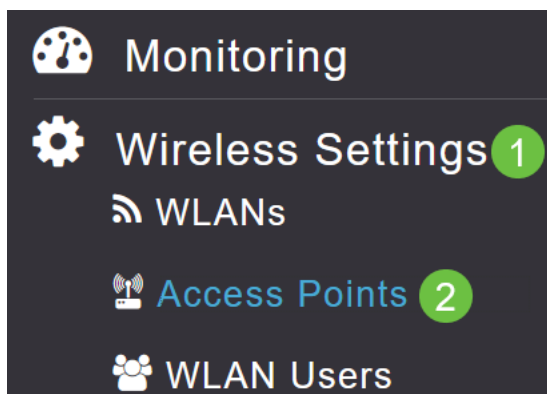 Monitoring
Wireless Settings 1
WLANs
Access Points 2
WLAN Users